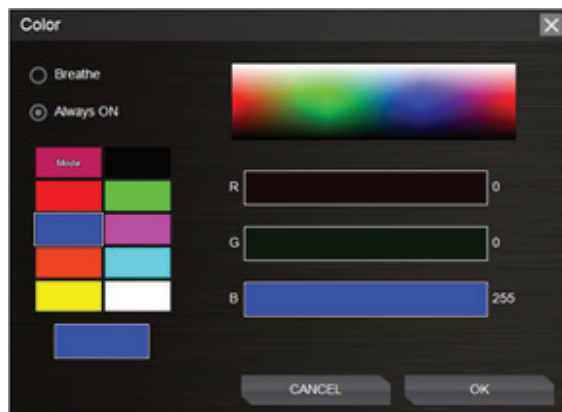 Color
Breathe
Always ON
Mode
R 0
G 0
B 255
CANCEL OK